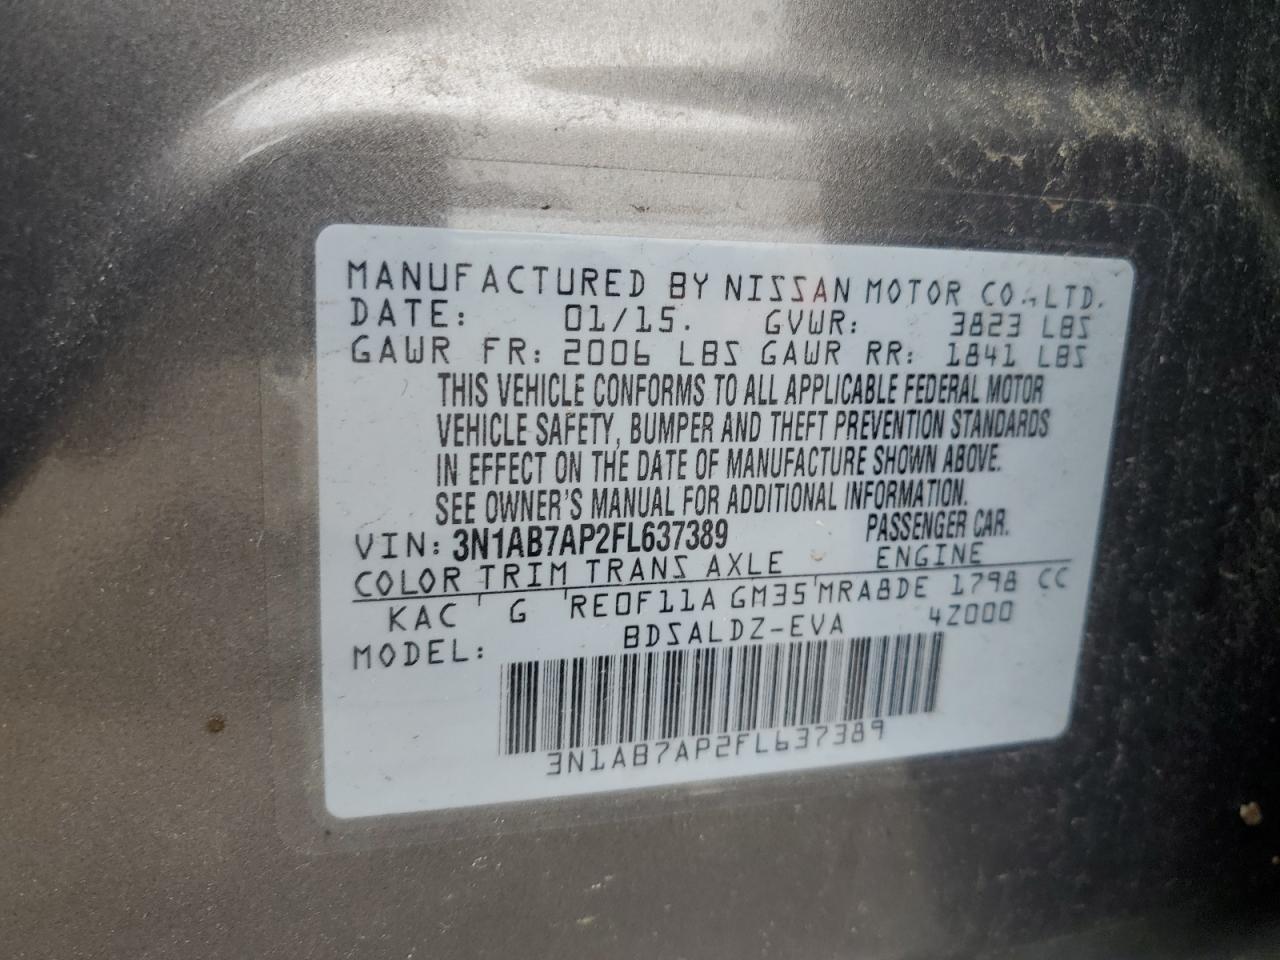 MANUFACTURED BY NISSAN MOTOR CO., LTD.
DATE: 01/15. GVWR: 3823 LBS
GAWR FR: 2006 LBS GAWR RR: 1841 LBS
THIS VEHICLE CONFORMS TO ALL APPLICABLE FEDERAL MOTOR
VEHICLE SAFETY, BUMPER AND THEFT PREVENTION STANDARDS
IN EFFECT ON THE DATE OF MANUFACTURE SHOWN ABOVE.
SEE OWNER'S MANUAL FOR ADDITIONAL INFORMATION.
VIN: 3N1AB7AP2FL637389 PASSENGER CAR.
COLOR TRIM TRANS AXLE ENGINE
KAC ' G ' RE0F11A GM35 ' MRA8DE 1798 CC
MODEL: BDSALDZ-EVA 42000
3N1AB7AP2FL637389